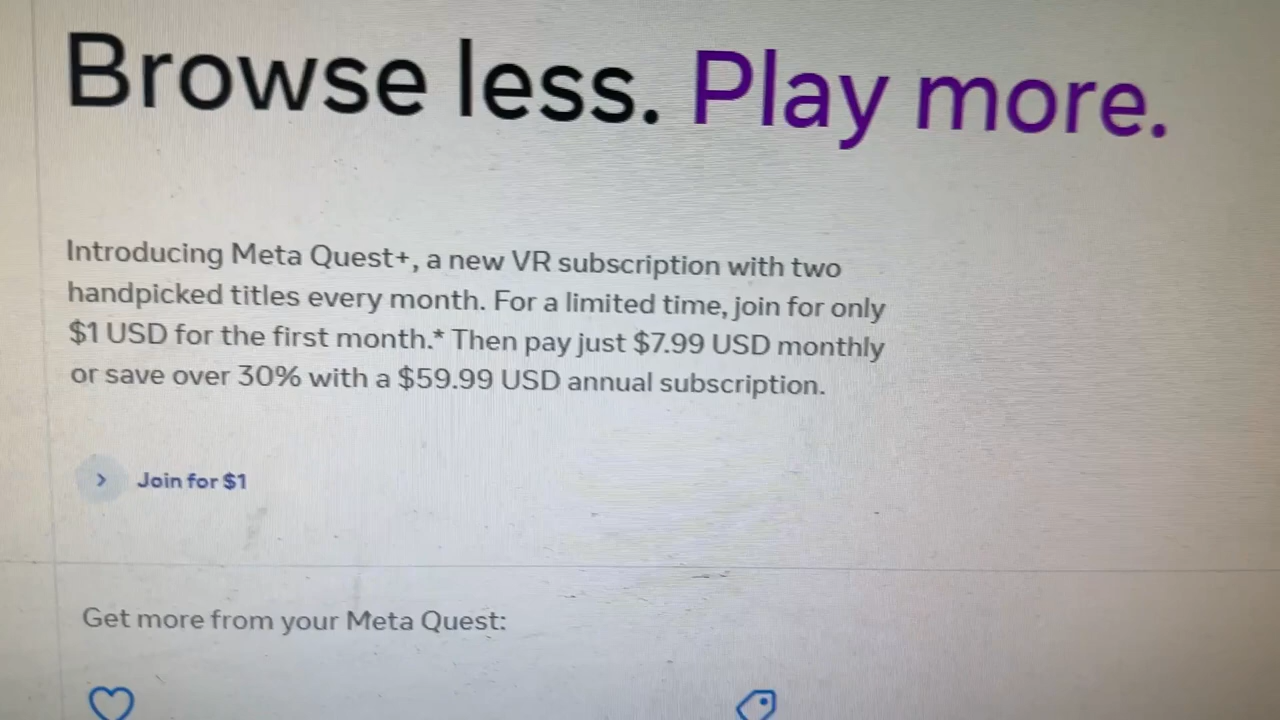 Browse less. Play more.
Introducing Meta Quest+, a new VR subscription with two
handpicked titles every month. For a limited time, join for only
$1 USD for the first month.* Then pay just $7.99 USD monthly
or save over 30% with a $59.99 USD annual subscription.
Join for $1
Get more from your Meta Quest: